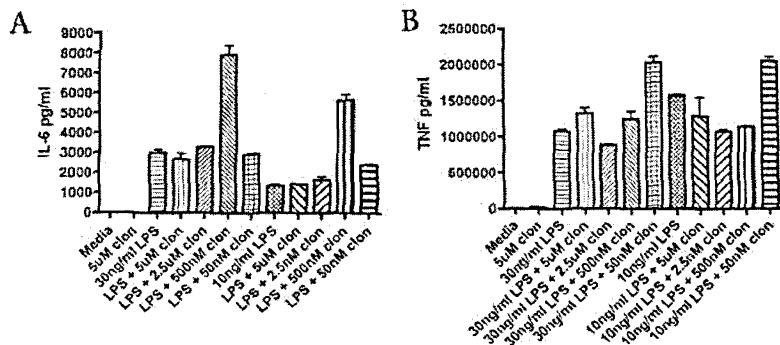 A
IL-6 pg/ml
9000
8000
7000
6000
5000
4000
3000
2000
1000
0
Media
5uM clon
30ng/ml LPS
LPS + 5uM clon
LPS + 2.5uM clon
LPS + 500nM clon
LPS + 50nM clon
10ng/ml LPS
LPS + 5uM clon
LPS + 2.5nM clon
LPS + 500nM clon
LPS + 50nM clon
B
TNF pg/ml
2500000
2000000
1500000
1000000
500000
0
Media
5uM clon
30ng/ml LPS
30ng/ml LPS + 5uM clon
30ng/ml LPS + 2.5uM clon
30ng/ml LPS + 500nM clon
30ng/ml LPS + 50nM clon
10ng/ml LPS
10ng/ml LPS + 5uM clon
10ng/ml LPS + 2.5nM clon
10ng/ml LPS + 500nM clon
10ng/ml LPS + 50nM clon